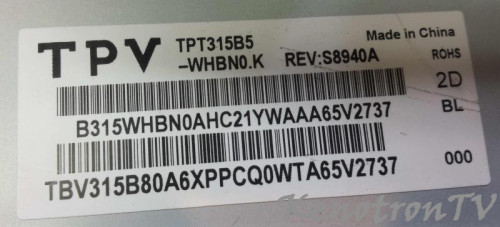 TPV TPT315B5 Made in China
-WHBN0.K REV:S8940A ROHS
2D
BL
B315WHBN0AHC21YWAAA65V2737
000
TBV315B80A6XPPCQ0WTA65V2737